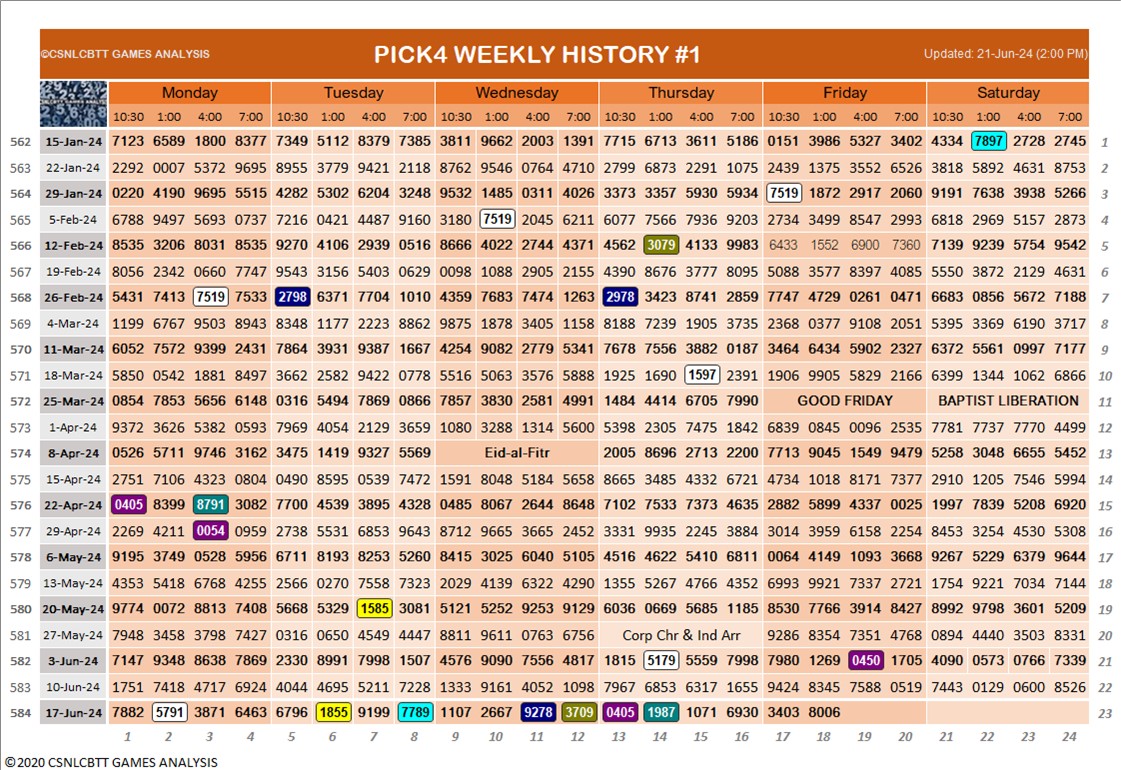 ©CSNLCBTT GAMES ANALYSIS PICK4 WEEKLY HISTORY #1 Updated: 21-Jun-24 (2:00 PM)
Monday Tuesday Wednesday Thursday Friday Saturday
10:30 1:00 4:00 7:00 10:30 1:00 4:00 7:00 10:30 1:00 4:00 7:00 10:30 1:00 4:00 7:00 10:30 1:00 4:00 7:00 10:30 1:00 4:00 7:00
562 15-Jan-24 7123 6589 1800 8377 7349 5112 8379 7385 3811 9662 2003 1391 7715 6713 3611 5186 0151 3986 5327 3402 4334 7897 2728 2745 1
563 22-Jan-24 2292 0007 5372 9695 8955 3779 9421 2118 8762 9546 0764 4710 2799 6873 2291 1075 2439 1375 3552 6526 3818 5892 4631 8753 2
564 29-Jan-24 0220 4190 9695 5515 4282 5302 6204 3248 9532 1485 0311 4026 3373 3357 5930 5934 7519 1872 2917 2060 9191 7638 3938 5266 3
565 5-Feb-24 6788 9497 5693 0737 7216 0421 4487 9160 3180 7519 2045 6211 6077 7566 7936 9203 2734 3499 8547 2993 6818 2969 5157 2873 4
566 12-Feb-24 8535 3206 8031 8535 9270 4106 2939 0516 8666 4022 2744 4371 4562 3079 4133 9983 6433 1552 6900 7360 7139 9239 5754 9542 5
567 19-Feb-24 8056 2342 0660 7747 9543 3156 5403 0629 0098 1088 2905 2155 4390 8676 3777 8095 5088 3577 8397 4085 5550 3872 2129 4631 6
568 26-Feb-24 5431 7413 7519 7533 2798 6371 7704 1010 4359 7683 7474 1263 2978 3423 8741 2859 7747 4729 0261 0471 6683 0856 5672 7188 7
569 4-Mar-24 1199 6767 9503 8943 8348 1177 2223 8862 9875 1878 3405 1158 8188 7239 1905 3735 2368 0377 9108 2051 5395 3369 6190 3717 8
570 11-Mar-24 6052 7572 9399 2431 7864 3931 9387 1667 4254 9082 2779 5341 7678 7556 3882 0187 3464 6434 5902 2327 6372 5561 0997 7177 9
571 18-Mar-24 5850 0542 1881 8497 3662 2582 9422 0778 5516 5063 3576 5888 1925 1690 1597 2391 1906 9905 5829 2166 6399 1344 1062 6866 10
572 25-Mar-24 0854 7853 5656 6148 0316 5494 7869 0866 7857 3830 2581 4991 1484 4414 6705 7990 GOOD FRIDAY BAPTIST LIBERATION 11
573 1-Apr-24 9372 3626 5382 0593 7969 4054 2129 3659 1080 3288 1314 5600 5398 2305 7475 1842 6839 0845 0096 2535 7781 7737 7770 4499 12
574 8-Apr-24 0526 5711 9746 3162 3475 1419 9327 5569 Eid-al-Fitr 2005 8696 2713 2200 7713 9045 1549 9479 5258 3048 6655 5452 13
575 15-Apr-24 2751 7106 4323 0804 0490 8595 0539 7472 1591 8048 5184 5658 8665 3485 4332 6721 4734 1018 8171 7377 2910 1205 7546 5994 14
576 22-Apr-24 0405 8399 8791 3082 7700 4539 3895 4328 0485 8067 2644 8648 7102 7533 7373 4635 2882 5987 4337 0025 1997 7839 5208 6920 15
577 29-Apr-24 2269 4211 0054 0959 2738 5531 6853 9643 8712 9665 3665 2452 3331 9935 2245 3884 3014 3959 6158 2254 8453 3254 4530 5308 16
578 6-May-24 9195 3749 0528 5956 6711 8193 8253 5260 8415 3025 6040 5105 4516 4622 5410 6811 0064 4149 1093 3668 9267 5229 6379 9644 17
579 13-May-24 4353 5418 6768 4255 2566 0270 7558 7323 2029 4139 6322 4290 1355 5267 4766 4352 6993 9921 7337 2721 1754 9221 7034 7144 18
580 20-May-24 9774 0072 8813 7408 5668 5329 1585 3081 5121 5252 9253 9129 6036 0669 5685 1185 8530 7766 3914 8427 8992 9798 3601 5209 19
581 27-May-24 7948 3458 3798 7427 0316 0650 4549 4447 8811 9611 0763 6756 Corp Chr & Ind Arr 9286 8354 7351 4768 0894 4440 3503 8331 20
582 3-Jun-24 7147 9348 8638 7869 2330 8991 7998 1507 4576 9090 7556 4817 1815 5179 5559 7998 7980 1269 0450 1705 4090 0573 0766 7339 21
583 10-Jun-24 1751 7418 4717 6924 4044 4695 5211 7228 1333 9161 4052 1098 7967 6853 6317 1655 9424 8345 7588 0519 7443 0129 0600 8526 22
584 17-Jun-24 7882 5791 3871 6463 6796 1855 9199 7789 1107 2667 9278 3709 0405 1987 1071 6930 3403 8006 23
1 2 3 4 5 6 7 8 9 10 11 12 13 14 15 16 17 18 19 20 21 22 23 24
©2020 CSNLCBTT GAMES ANALYSIS